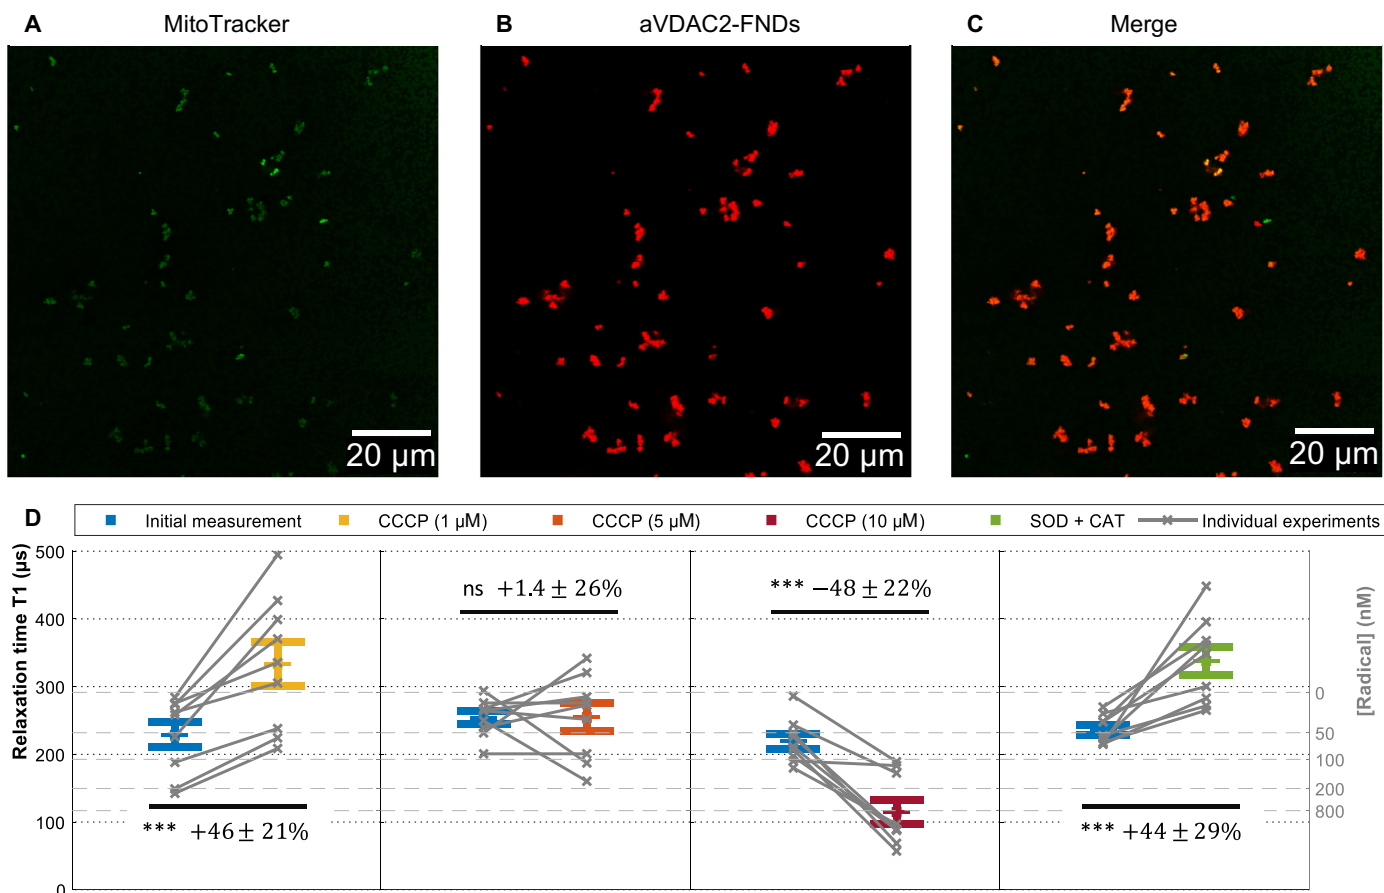 A MitoTracker B aVDAC2-FNDs C Merge
20 µm 20 µm 20 µm
D Initial measurement CCCP (1 µM) CCCP (5 µM) CCCP (10 µM) SOD + CAT Individual experiments
Relaxation time T1 (µs)
500
400
300
200
100
0
*** +46 ± 21%
ns +1.4 ± 26%
*** −48 ± 22%
*** +44 ± 29%
[Radical] (nM)
0
50
100
200
800